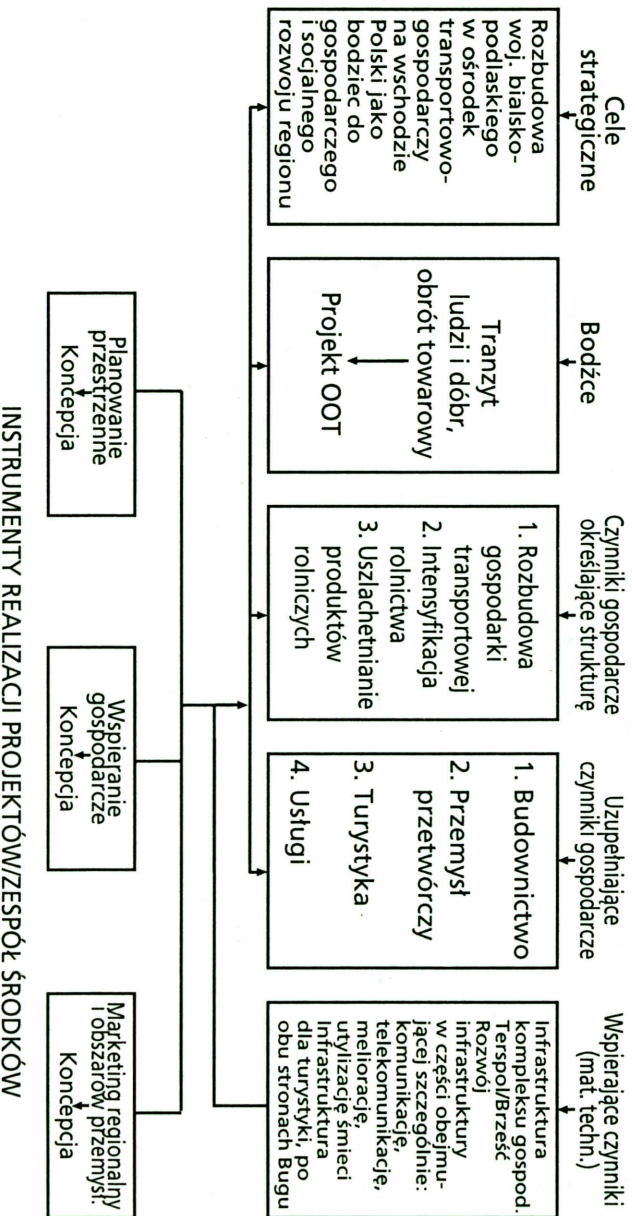 Cele
strategiczne
Rozbudowa
woj. bialsko-
podlaskiego
w ośrodek
transportowo-
gospodarczy
na wschodzie
Polski jako
bodziec do
gospodarczego
i socjalnego
rozwoju regionu
Bodźce
Tranzyt
ludzi i dóbr,
obrót towarowy
Projekt OOT
Czynniki gospodarcze
określające strukturę
1. Rozbudowa
gospodarki
transportowej
2. Intensyfikacja
rolnictwa
3. Uszlachetnianie
produktów
rolniczych
Uzupełniające
czynniki gospodarcze
1. Budownictwo
2. Przemysł
przetwórczy
3. Turystyka
4. Usługi
Wspierające czynniki
(mat. techn.)
Infrastruktura
kompleksu gospod.
Terspol/Brześć
Rozwój
infrastruktury
w części obejmu-
jącej szczególnie:
komunikację,
telekomunikację,
meliorację,
utylizację śmieci
Infrastruktura
dla turystyki, po
obu stronach Bugu
Planowanie
przestrzenne
Koncepcja
Wspieranie
gospodarcze
Koncepcja
Marketing regionalny
i obszarów przemysł.
Koncepcja
INSTRUMENTY REALIZACJI PROJEKTÓW/ZESPÓŁ ŚRODKÓW